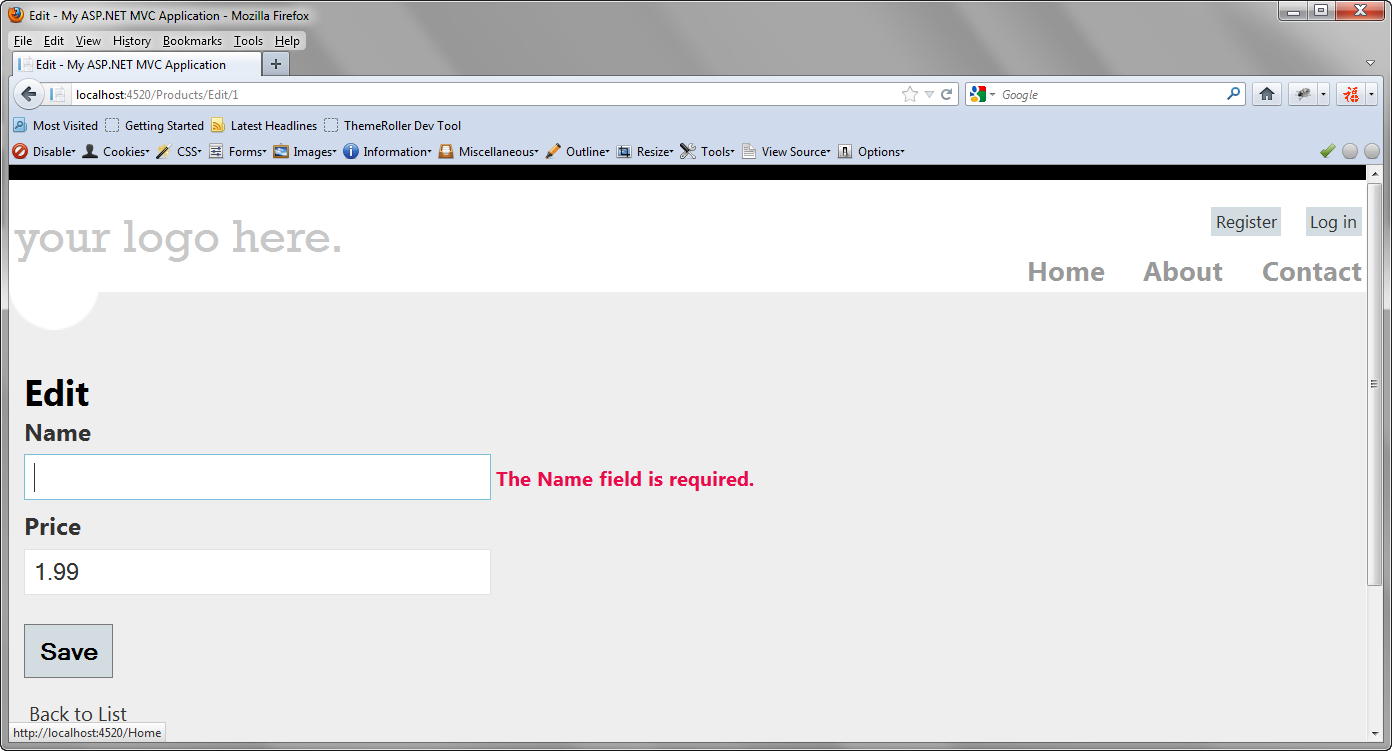 Edit - My ASP.NET MVC Application - Mozilla Firefox
File Edit View History Bookmarks Tools Help
Edit - My ASP.NET MVC Application
localhost:4520/Products/Edit/1 Google
Most Visited Getting Started Latest Headlines ThemeRoller Dev Tool
Disable Cookies CSS Forms Images Information Miscellaneous Outline Resize Tools View Source Options
Register Log in
your logo here.
Home About Contact
Edit
Name
The Name field is required.
Price
1.99
Save
Back to List
http://localhost:4520/Home